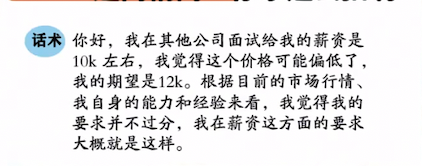 话术
你好，我在其他公司面试给我的薪资是
10k 左右，我觉得这个价格可能偏低了，
我的期望是12k。根据目前的市场行情、
我自身的能力和经验来看，我觉得我的
要求并不过分，我在薪资这方面的要求
大概就是这样。